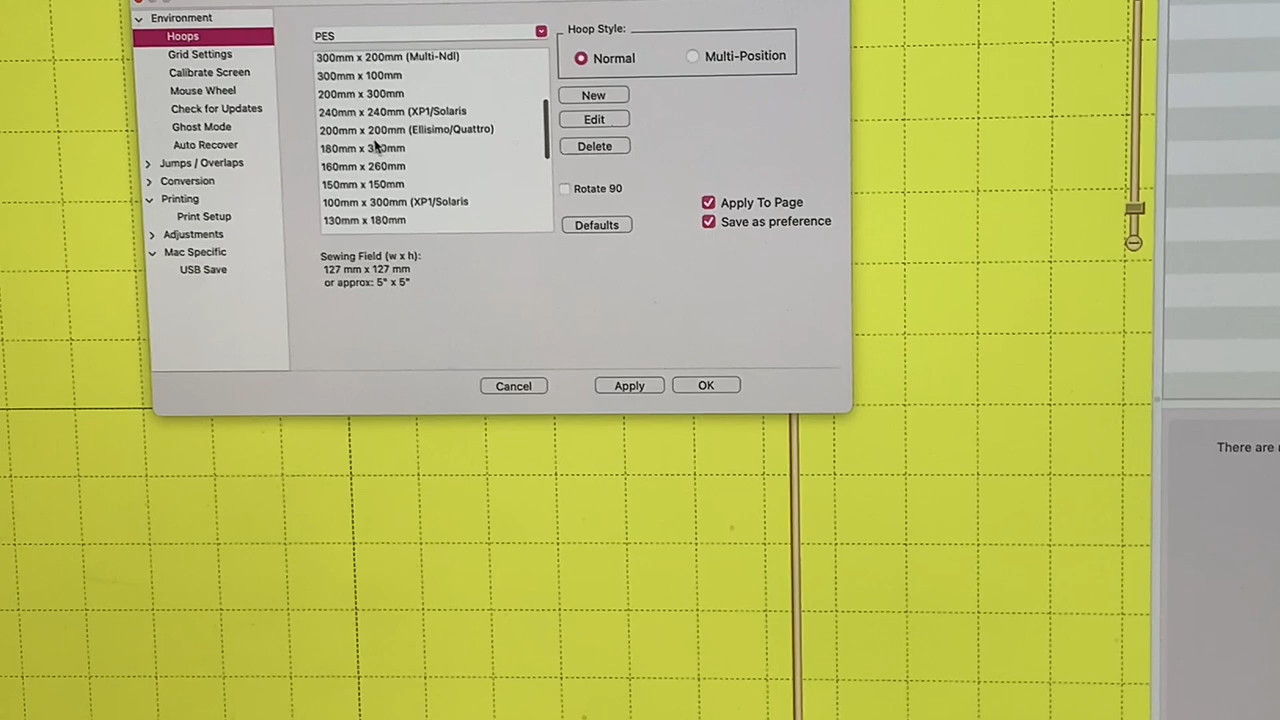 Environment
Hoops
Grid Settings
Calibrate Screen
Mouse Wheel
Check for Updates
Ghost Mode
Auto Recover
Jumps / Overlaps
Conversion
Printing
Print Setup
Adjustments
Mac Specific
USB Save
PES
300mm x 200mm (Multi-Ndl)
300mm x 100mm
200mm x 300mm
240mm x 240mm (XP1/Solaris
200mm x 200mm (Ellisimo/Quattro)
180mm x
160mm x 260mm
150mm x 150mm
100mm x 300mm (XP1/Solaris
130mm x 180mm
Sewing Field (w x h):
127 mm x 127 mm
or approx: 5" x 5"
Hoop Style:
Normal
Multi-Position
New
Edit
Delete
Rotate 90
Defaults
Apply To Page
Save as preference
Cancel
Apply
OK
There are